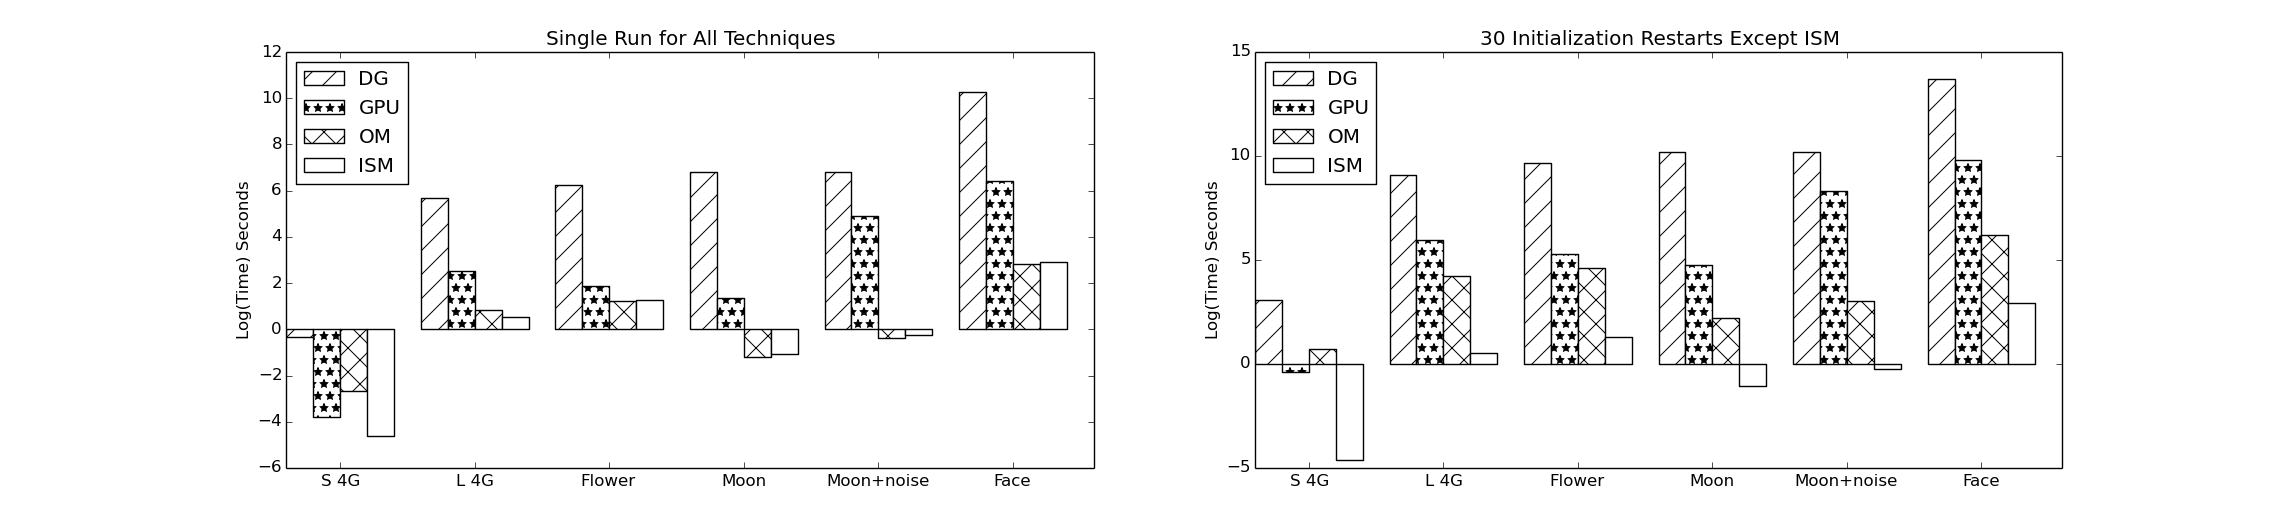 Single Run for All Techniques
12
10
8
6
4
2
0
−2
−4
−6
Log(Time) Seconds
DG
GPU
OM
ISM
S 4G
L 4G
Flower
Moon
Moon+noise
Face
30 Initialization Restarts Except ISM
15
10
5
0
−5
Log(Time) Seconds
DG
GPU
OM
ISM
S 4G
L 4G
Flower
Moon
Moon+noise
Face